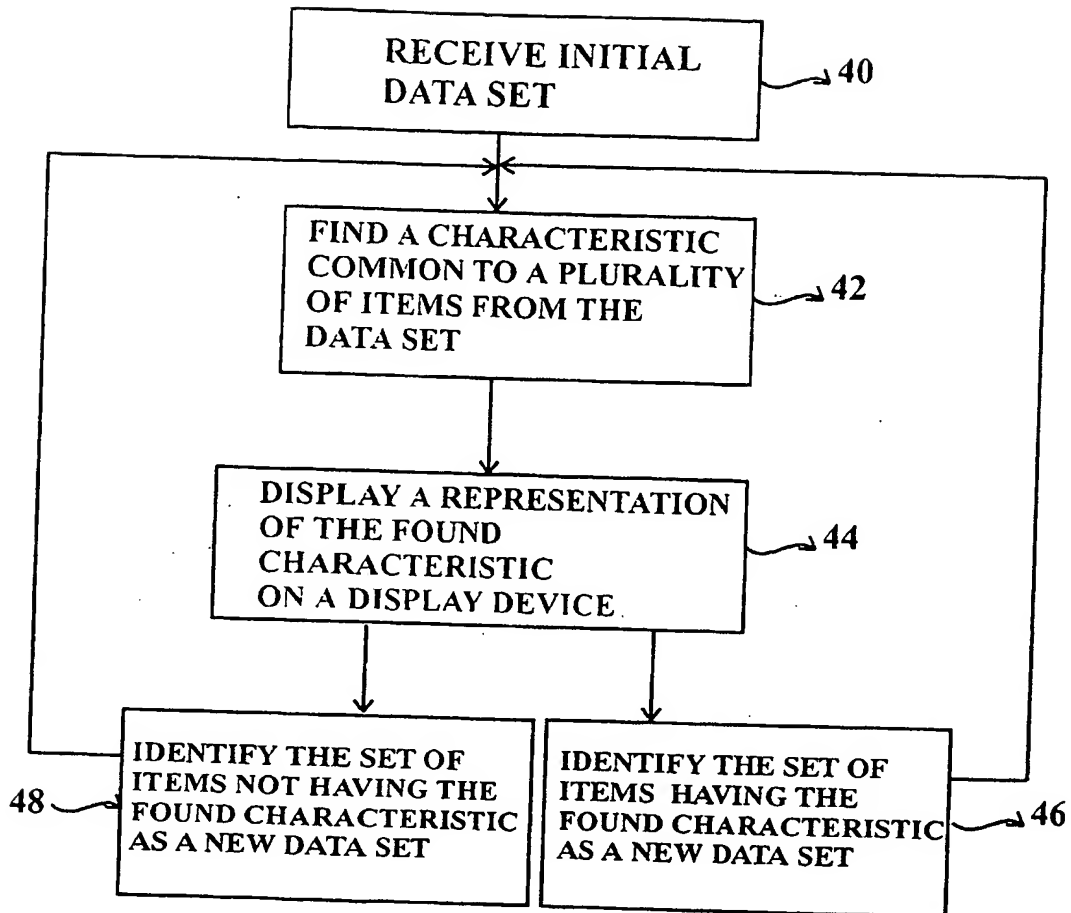 RECEIVE INITIAL
DATA SET
40
FIND A CHARACTERISTIC
COMMON TO A PLURALITY
OF ITEMS FROM THE
DATA SET
42
DISPLAY A REPRESENTATION
OF THE FOUND
CHARACTERISTIC
ON A DISPLAY DEVICE
44
48
IDENTIFY THE SET OF
ITEMS NOT HAVING THE
FOUND CHARACTERISTIC
AS A NEW DATA SET
IDENTIFY THE SET OF
ITEMS HAVING THE
FOUND CHARACTERISTIC
AS A NEW DATA SET
46